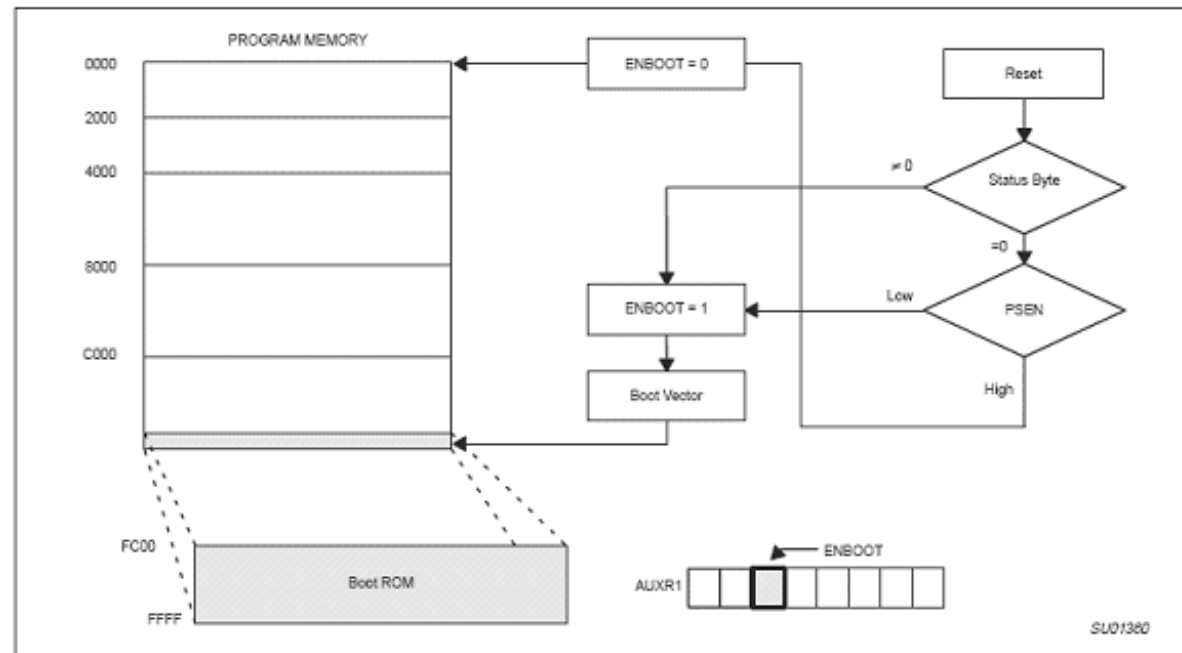 PROGRAM MEMORY
0000
2000
4000
8000
C000
ENBOOT = 0
Reset
≠ 0
Status Byte
=0
ENBOOT = 1
Low
PSEN
Boot Vector
High
FC00
Boot ROM
FFFF
ENBOOT
AUXR1
SU01360